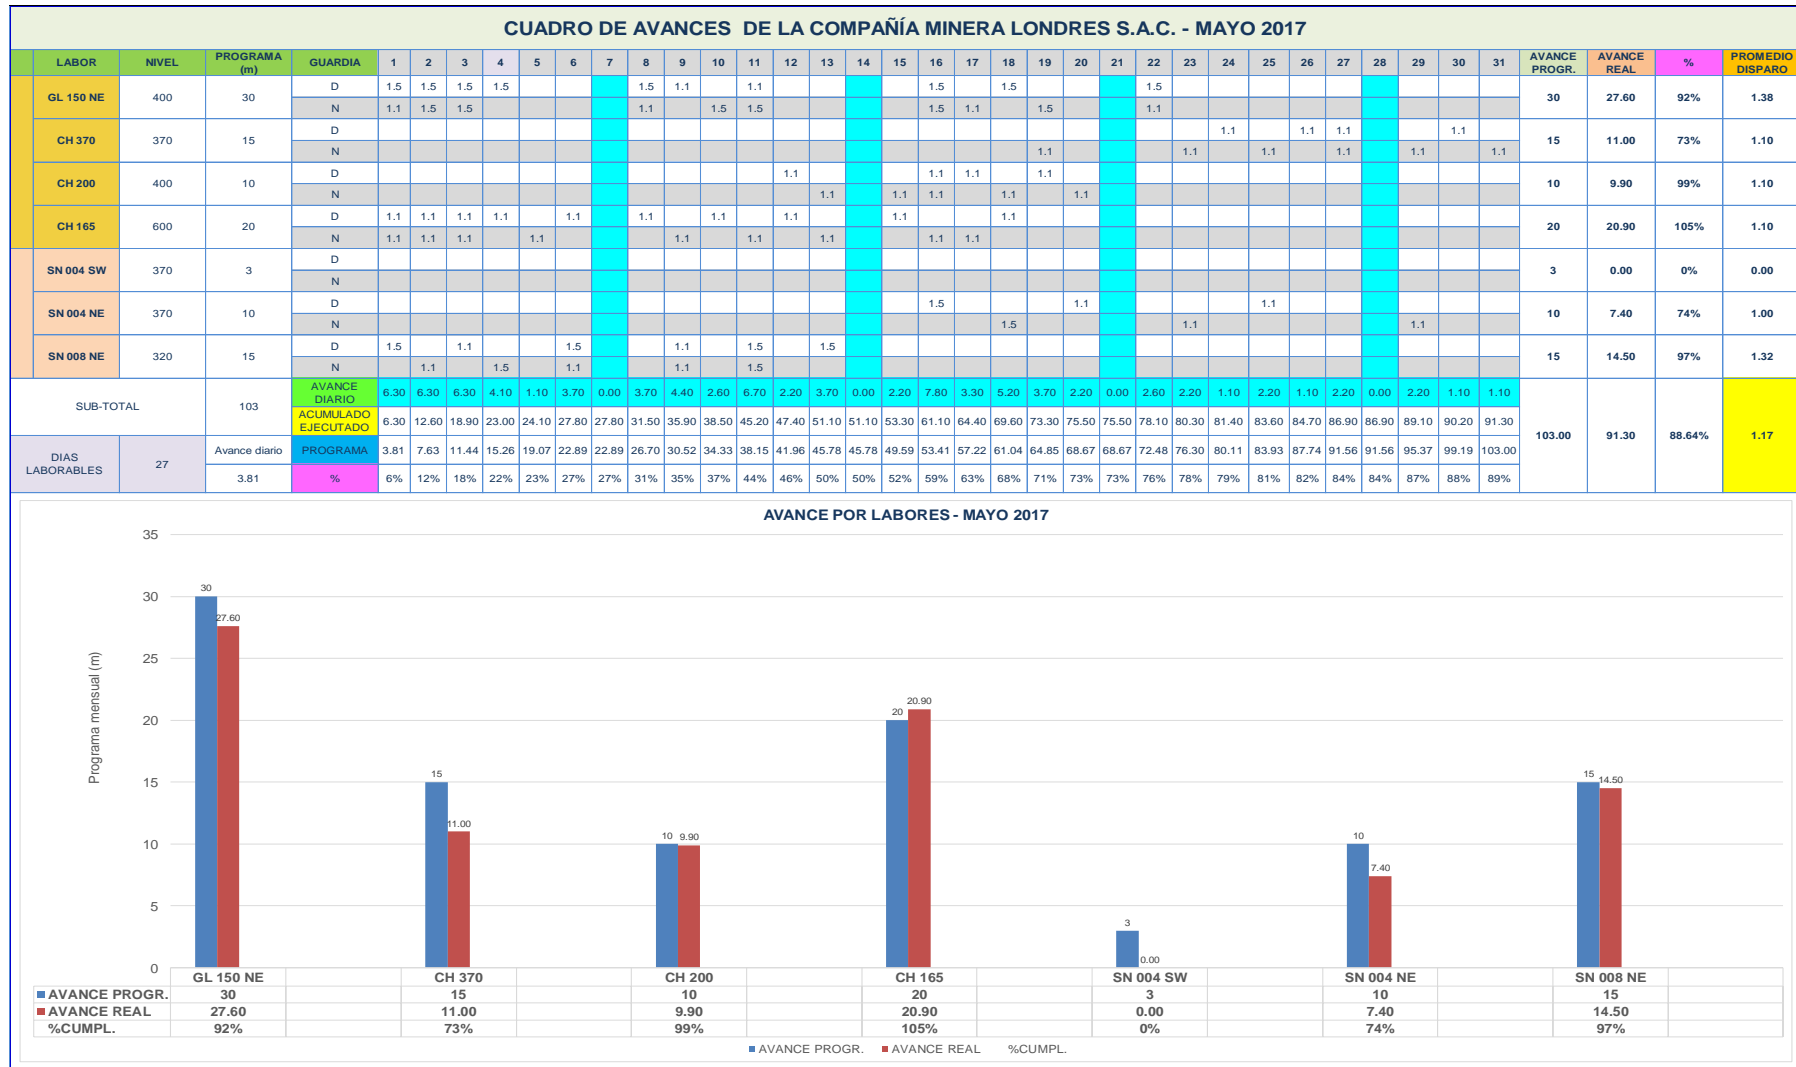 CUADRO DE AVANCES DE LA COMPAÑÍA MINERA LONDRES S.A.C. - MAYO 2017
LABOR NIVEL PROGRAMA (m) GUARDIA 1 2 3 4 5 6 7 8 9 10 11 12 13 14 15 16 17 18 19 20 21 22 23 24 25 26 27 28 29 30 31 AVANCE PROGR. AVANCE REAL % PROMEDIO DISPARO
GL 150 NE 400 30 D 1.5 1.5 1.5 1.5 1.5 1.1 1.1 1.5 1.5 1.5 30 27.60 92% 1.38
N 1.1 1.5 1.5 1.1 1.5 1.5 1.5 1.1 1.5 1.1
CH 370 370 15 D 1.1 1.1 1.1 1.1 15 11.00 73% 1.10
N 1.1 1.1 1.1 1.1 1.1 1.1
CH 200 400 10 D 1.1 1.1 1.1 1.1 10 9.90 99% 1.10
N 1.1 1.1 1.1 1.1 1.1
CH 165 600 20 D 1.1 1.1 1.1 1.1 1.1 1.1 1.1 1.1 1.1 1.1 20 20.90 105% 1.10
N 1.1 1.1 1.1 1.1 1.1 1.1 1.1 1.1 1.1
SN 004 SW 370 3 D 3 0.00 0% 0.00
N
SN 004 NE 370 10 D 1.5 1.1 1.1 10 7.40 74% 1.00
N 1.5 1.1 1.1
SN 008 NE 320 15 D 1.5 1.1 1.5 1.1 1.5 1.5 15 14.50 97% 1.32
N 1.1 1.5 1.1 1.1 1.5
SUB-TOTAL 103 AVANCE DIARIO 6.30 6.30 6.30 4.10 1.10 3.70 0.00 3.70 4.40 2.60 6.70 2.20 3.70 0.00 2.20 7.80 3.30 5.20 3.70 2.20 0.00 2.60 2.20 1.10 2.20 1.10 2.20 0.00 2.20 1.10 1.10 103.00 91.30 88.64% 1.17
ACUMULADO EJECUTADO 6.30 12.60 18.90 23.00 24.10 27.80 27.80 31.50 35.90 38.50 45.20 47.40 51.10 51.10 53.30 61.10 64.40 69.60 73.30 75.50 75.50 78.10 80.30 81.40 83.60 84.70 86.90 86.90 89.10 90.20 91.30
DIAS LABORABLES 27 Avance diario PROGRAMA 3.81 7.63 11.44 15.26 19.07 22.89 22.89 26.70 30.52 34.33 38.15 41.96 45.78 45.78 49.59 53.41 57.22 61.04 64.85 68.67 68.67 72.48 76.30 80.11 83.93 87.74 91.56 91.56 95.37 99.19 103.00
3.81 % 6% 12% 18% 22% 23% 27% 27% 31% 35% 37% 44% 46% 50% 50% 52% 59% 63% 68% 71% 73% 73% 76% 78% 79% 81% 82% 84% 84% 87% 88% 89%
AVANCE POR LABORES - MAYO 2017
Programa mensual (m)
35
30
25
20
15
10
5
0
30 27.60
15 11.00
10 9.90
20 20.90
3 0.00
10 7.40
15 14.50
GL 150 NE CH 370 CH 200 CH 165 SN 004 SW SN 004 NE SN 008 NE
AVANCE PROGR. 30 15 10 20 3 10 15
AVANCE REAL 27.60 11.00 9.90 20.90 0.00 7.40 14.50
%CUMPL. 92% 73% 99% 105% 0% 74% 97%
AVANCE PROGR. AVANCE REAL %CUMPL.